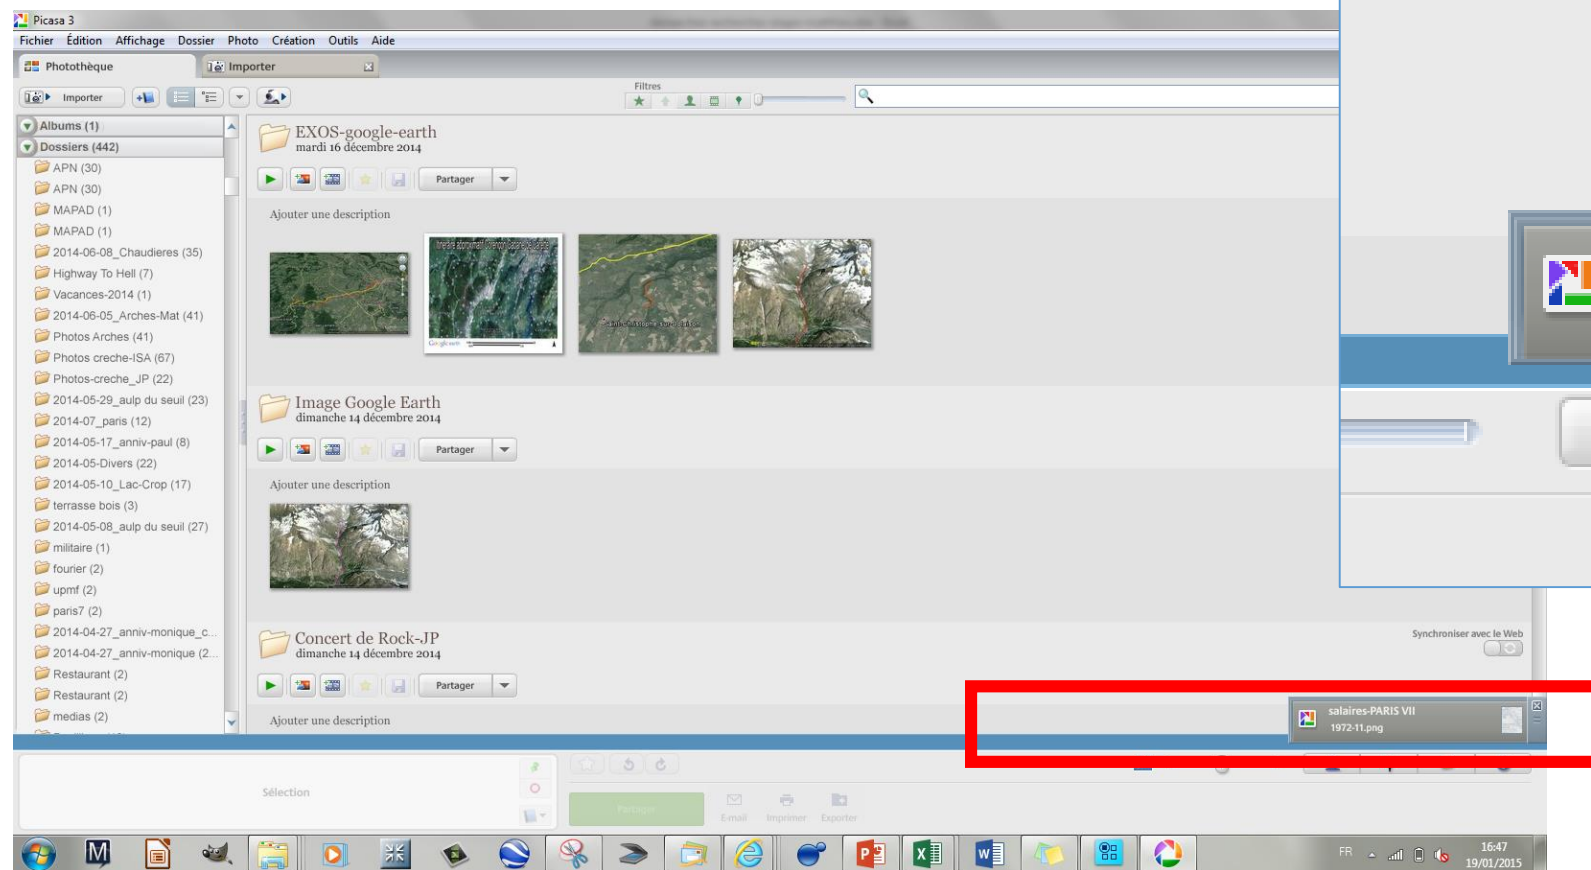 Picasa 3
Fichier Édition Affichage Dossier Photo Création Outils Aide
Photothèque
Importer
Importer
Filtres
Albums (1)
Dossiers (442)
APN (30)
APN (30)
MAPAD (1)
MAPAD (1)
2014-06-08_Chaudieres (35)
Highway To Hell (7)
Vacances-2014 (1)
2014-06-05_Arches-Mat (41)
Photos Arches (41)
Photos creche-ISA (67)
Photos-creche_JP (22)
2014-05-29_aulp du seuil (23)
2014-07_paris (12)
2014-05-17_anniv-paul (8)
2014-05-Divers (22)
2014-05-10_Lac-Crop (17)
terrasse bois (3)
2014-05-08_aulp du seuil (27)
militaire (1)
fourier (2)
upmf (2)
paris7 (2)
2014-04-27_anniv-monique_c...
2014-04-27_anniv-monique (2...
Restaurant (2)
Restaurant (2)
medias (2)
EXOS-google-earth
mardi 16 décembre 2014
Partager
Ajouter une description
Image Google Earth
dimanche 14 décembre 2014
Partager
Ajouter une description
Concert de Rock-JP
dimanche 14 décembre 2014
Synchroniser avec le Web
Partager
Ajouter une description
salaires-PARIS VII
1972-11.png
Sélection
Partager
E-mail Imprimer Exporter
FR
16:47
19/01/2015